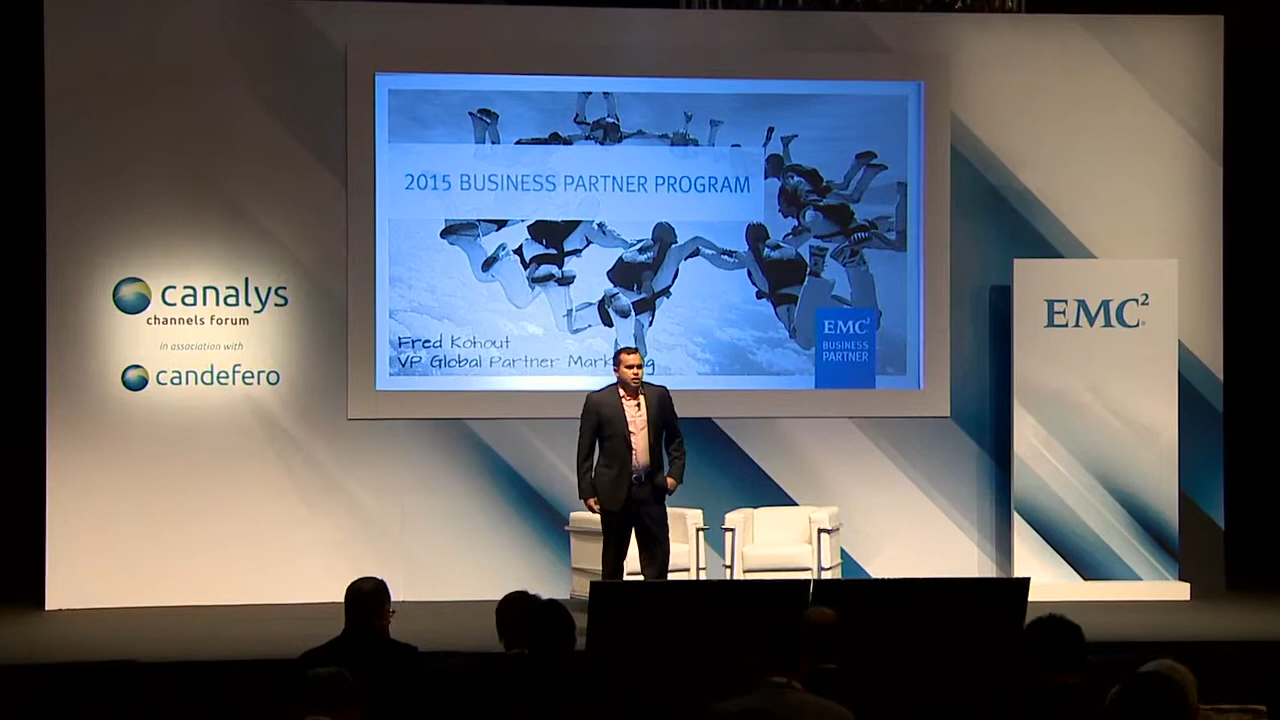 2015 BUSINESS PARTNER PROGRAM
Fred Kohout
VP Global Partner
EMC²
BUSINESS
PARTNER
canalys
channels forum
in association with
candefero
EMC²